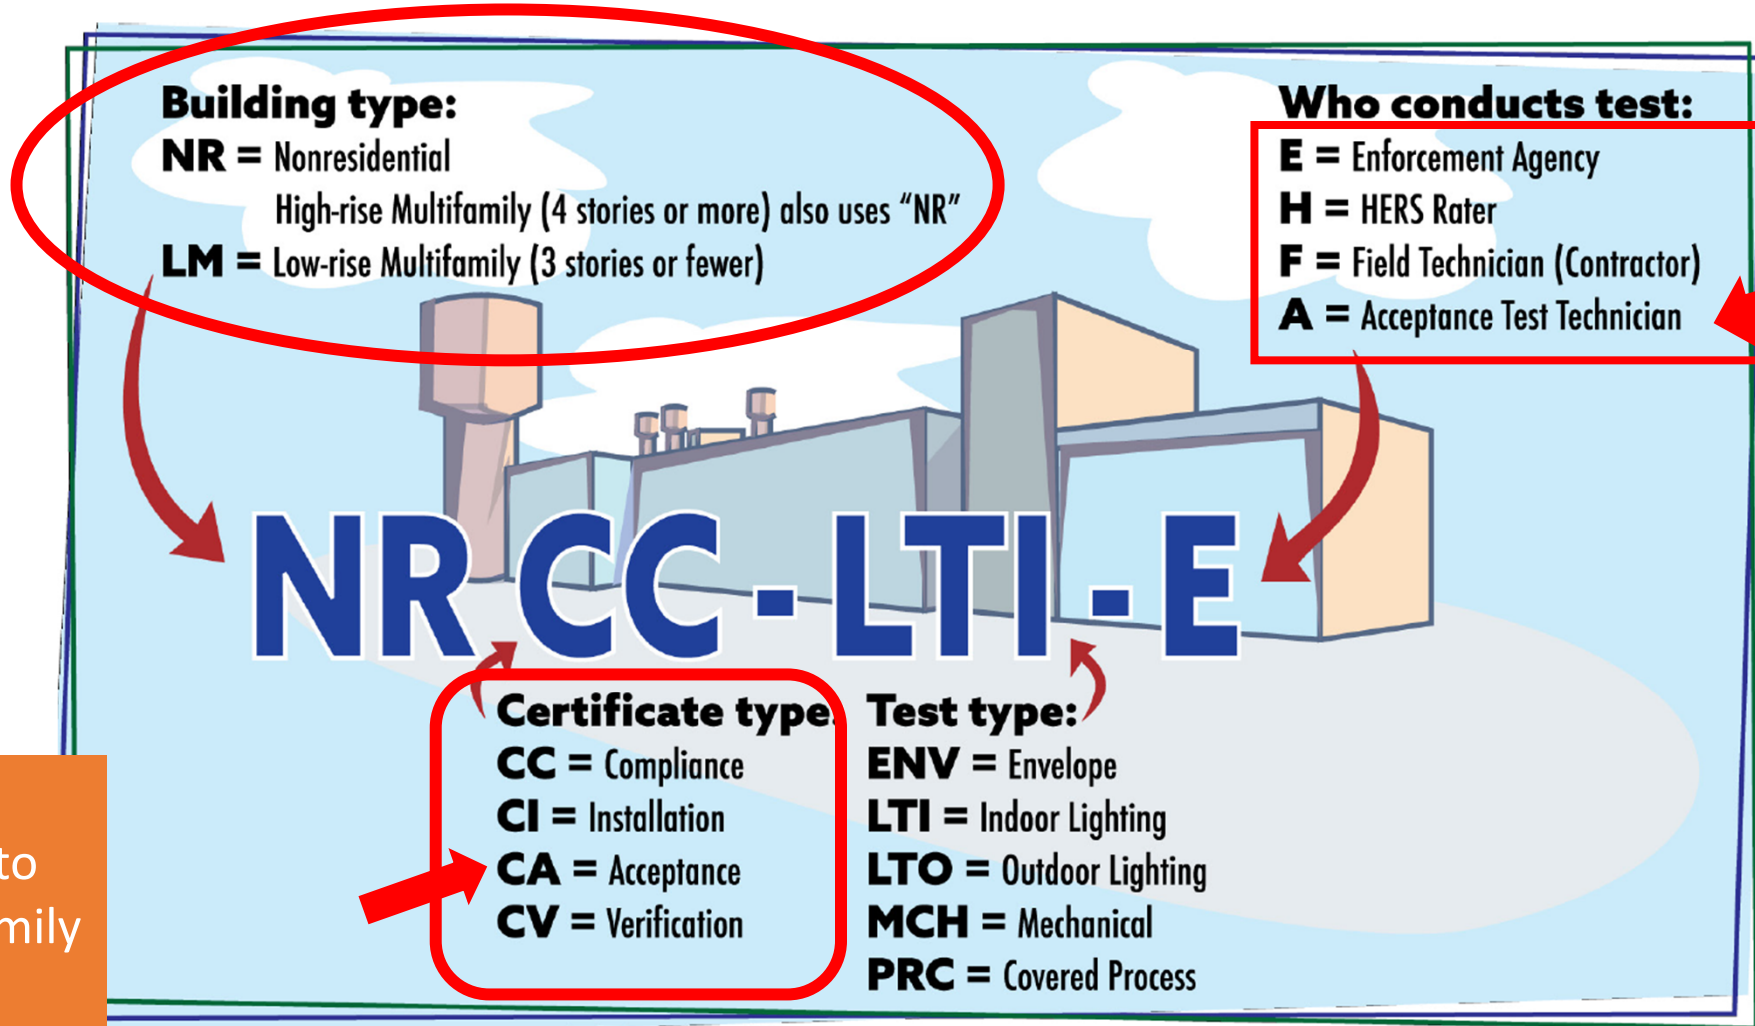 Building type:
NR = Nonresidential
High-rise Multifamily (4 stories or more) also uses “NR”
LM = Low-rise Multifamily (3 stories or fewer)
Who conducts test:
E = Enforcement Agency
H = HERS Rater
F = Field Technician (Contractor)
A = Acceptance Test Technician
NRCC-LTI-E
Certificate type:
CC = Compliance
CI = Installation
CA = Acceptance
CV = Verification
Test type:
ENV = Envelope
LTI = Indoor Lighting
LTO = Outdoor Lighting
MCH = Mechanical
PRC = Covered Process
to
mily